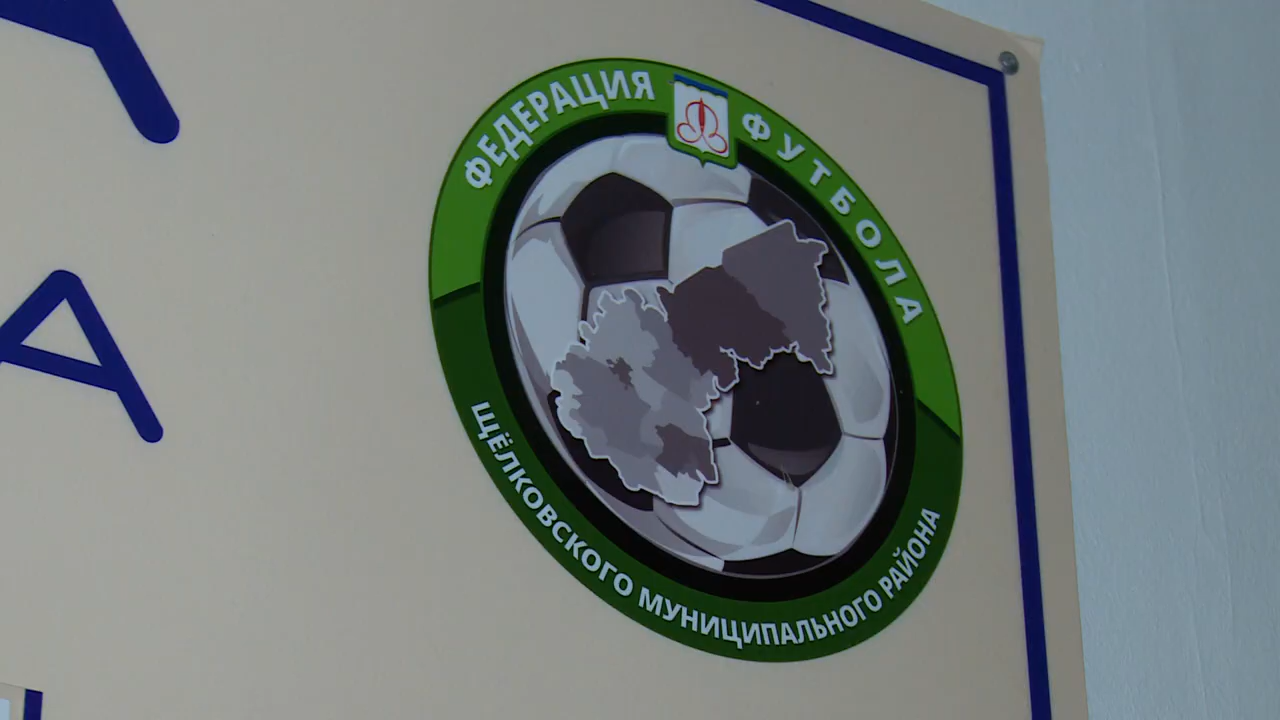 ФЕДЕРАЦИЯ ФУТБОЛА
ЩЁЛКОВСКОГО МУНИЦИПАЛЬНОГО РАЙОНА
А